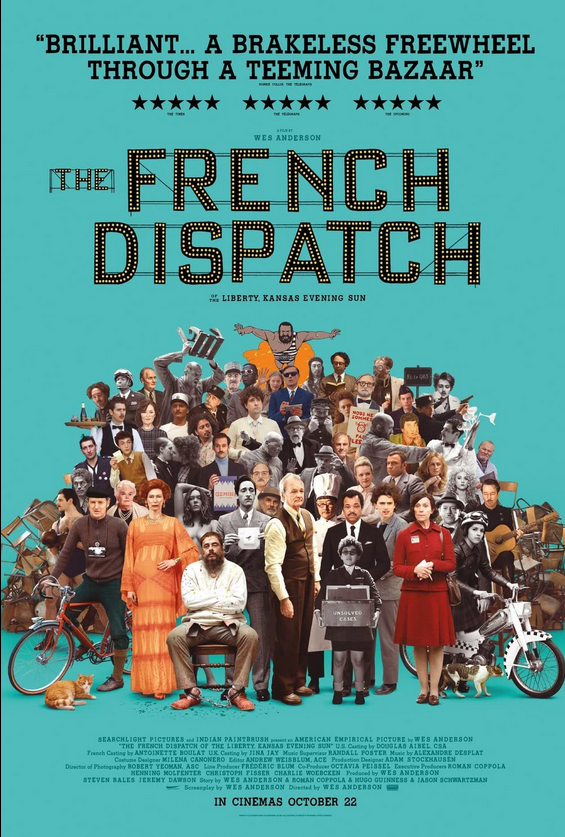 “BRILLIANT... A BRAKELESS FREEWHEEL
THROUGH A TEEMING BAZAAR”
ROBBIE COLLIN, THE TELEGRAPH
★★★★★ ★★★★★ ★★★★★
THE TIMES THE TELEGRAPH
A FILM BY
WES ANDERSON
THE FRENCH
DISPATCH
OF THE LIBERTY, KANSAS EVENING SUN
UNSOLVED
CASES
SEARCHLIGHT PICTURES AND INDIAN PAINTBRUSH present an AMERICAN EMPIRICAL PICTURE by WES ANDERSON
"THE FRENCH DISPATCH OF THE LIBERTY, KANSAS EVENING SUN" U.S. Casting by DOUGLAS AIBEL, CSA
French Casting by ANTOINETTE BOULAT U.K. Casting by JINA JAY Music Supervisor RANDALL POSTER Music by ALEXANDRE DESPLAT
Costume Designer MILENA CANONERO Editor ANDREW WEISBLUM, ACE Production Designer ADAM STOCKHAUSEN
Director of Photography ROBERT YEOMAN, ASC Line Producer FRÉDÉRIC BLUM Co-Producer OCTAVIA PEISSEL Executive Producers ROMAN COPPOLA
HENNING MOLFENTER CHRISTOPH FISSER CHARLIE WOEBCKEN Produced by WES ANDERSON
STEVEN RALES JEREMY DAWSON Story by WES ANDERSON & ROMAN COPPOLA & HUGO GUINNESS & JASON SCHWARTZMAN
Screenplay by WES ANDERSON Directed by WES ANDERSON
IN CINEMAS OCTOBER 22